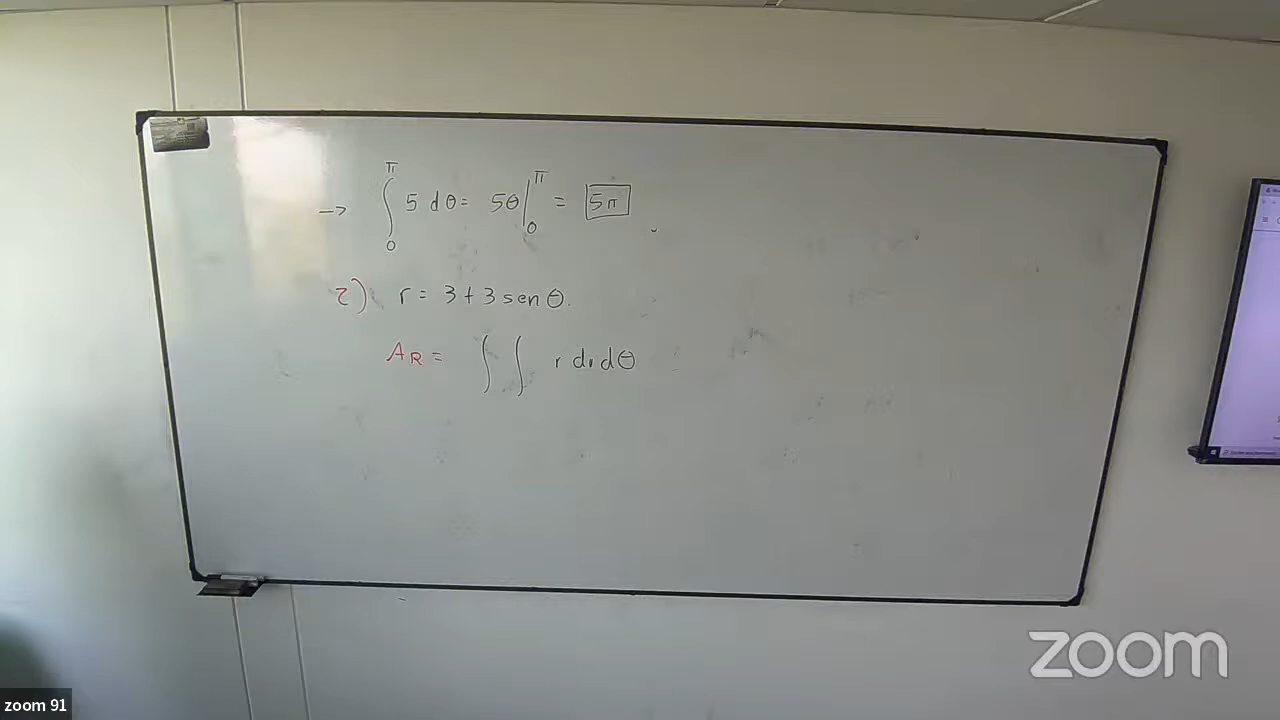 → ∫₀^π 5 dθ = 5θ |₀^π = 5π
2) r = 3 + 3 sen θ.
A_R = ∫ ∫ r dr dθ
zoom
zoom 91